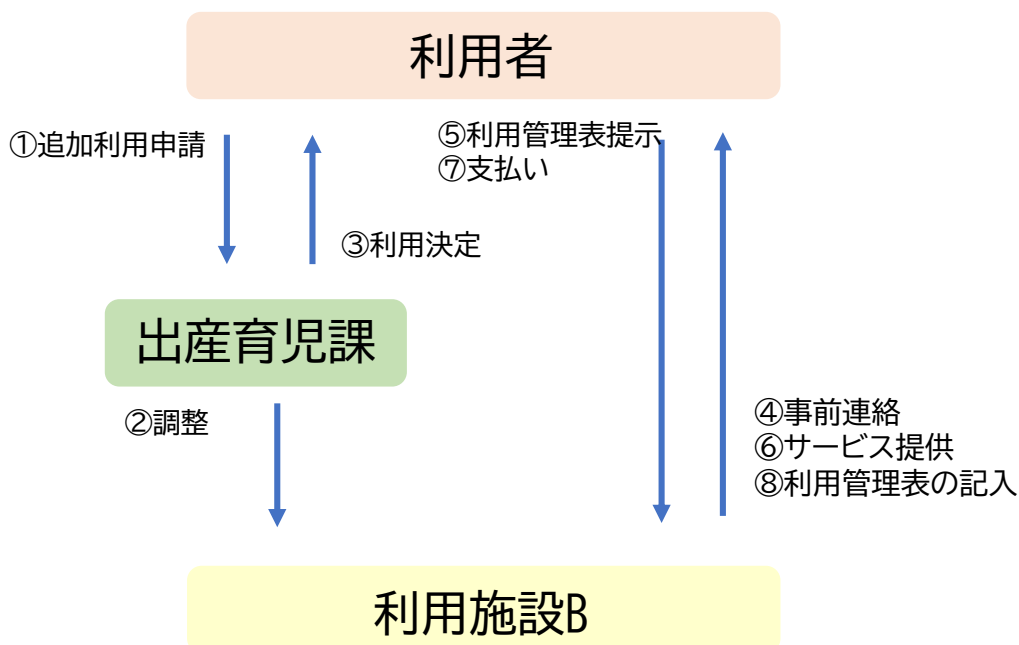 利用者
①追加利用申請
⑤利用管理表提示
⑦支払い
③利用決定
出産育児課
②調整
④事前連絡
⑥サービス提供
⑧利用管理表の記入
利用施設B